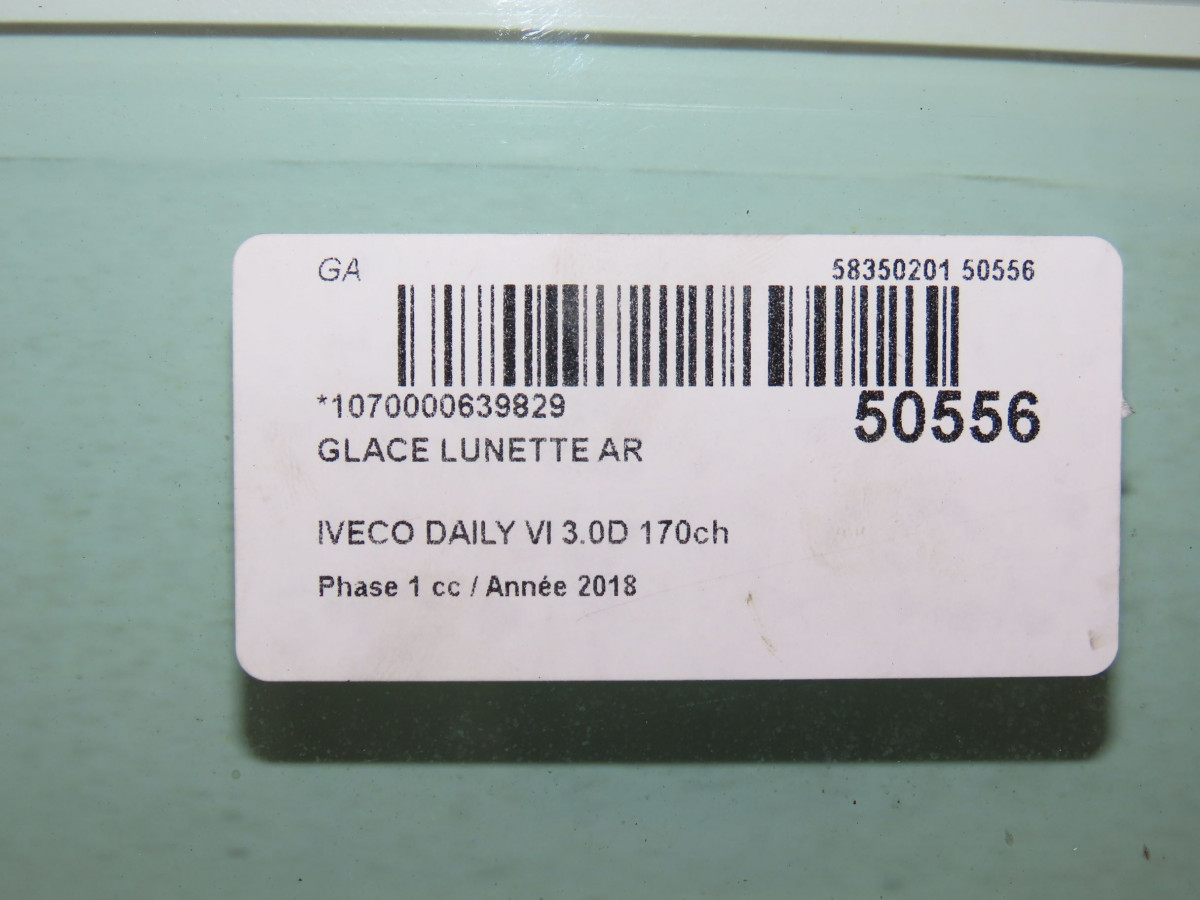 GA
58350201 50556
*1070000639829
50556
GLACE LUNETTE AR
IVECO DAILY VI 3.0D 170ch
Phase 1 cc / Année 2018